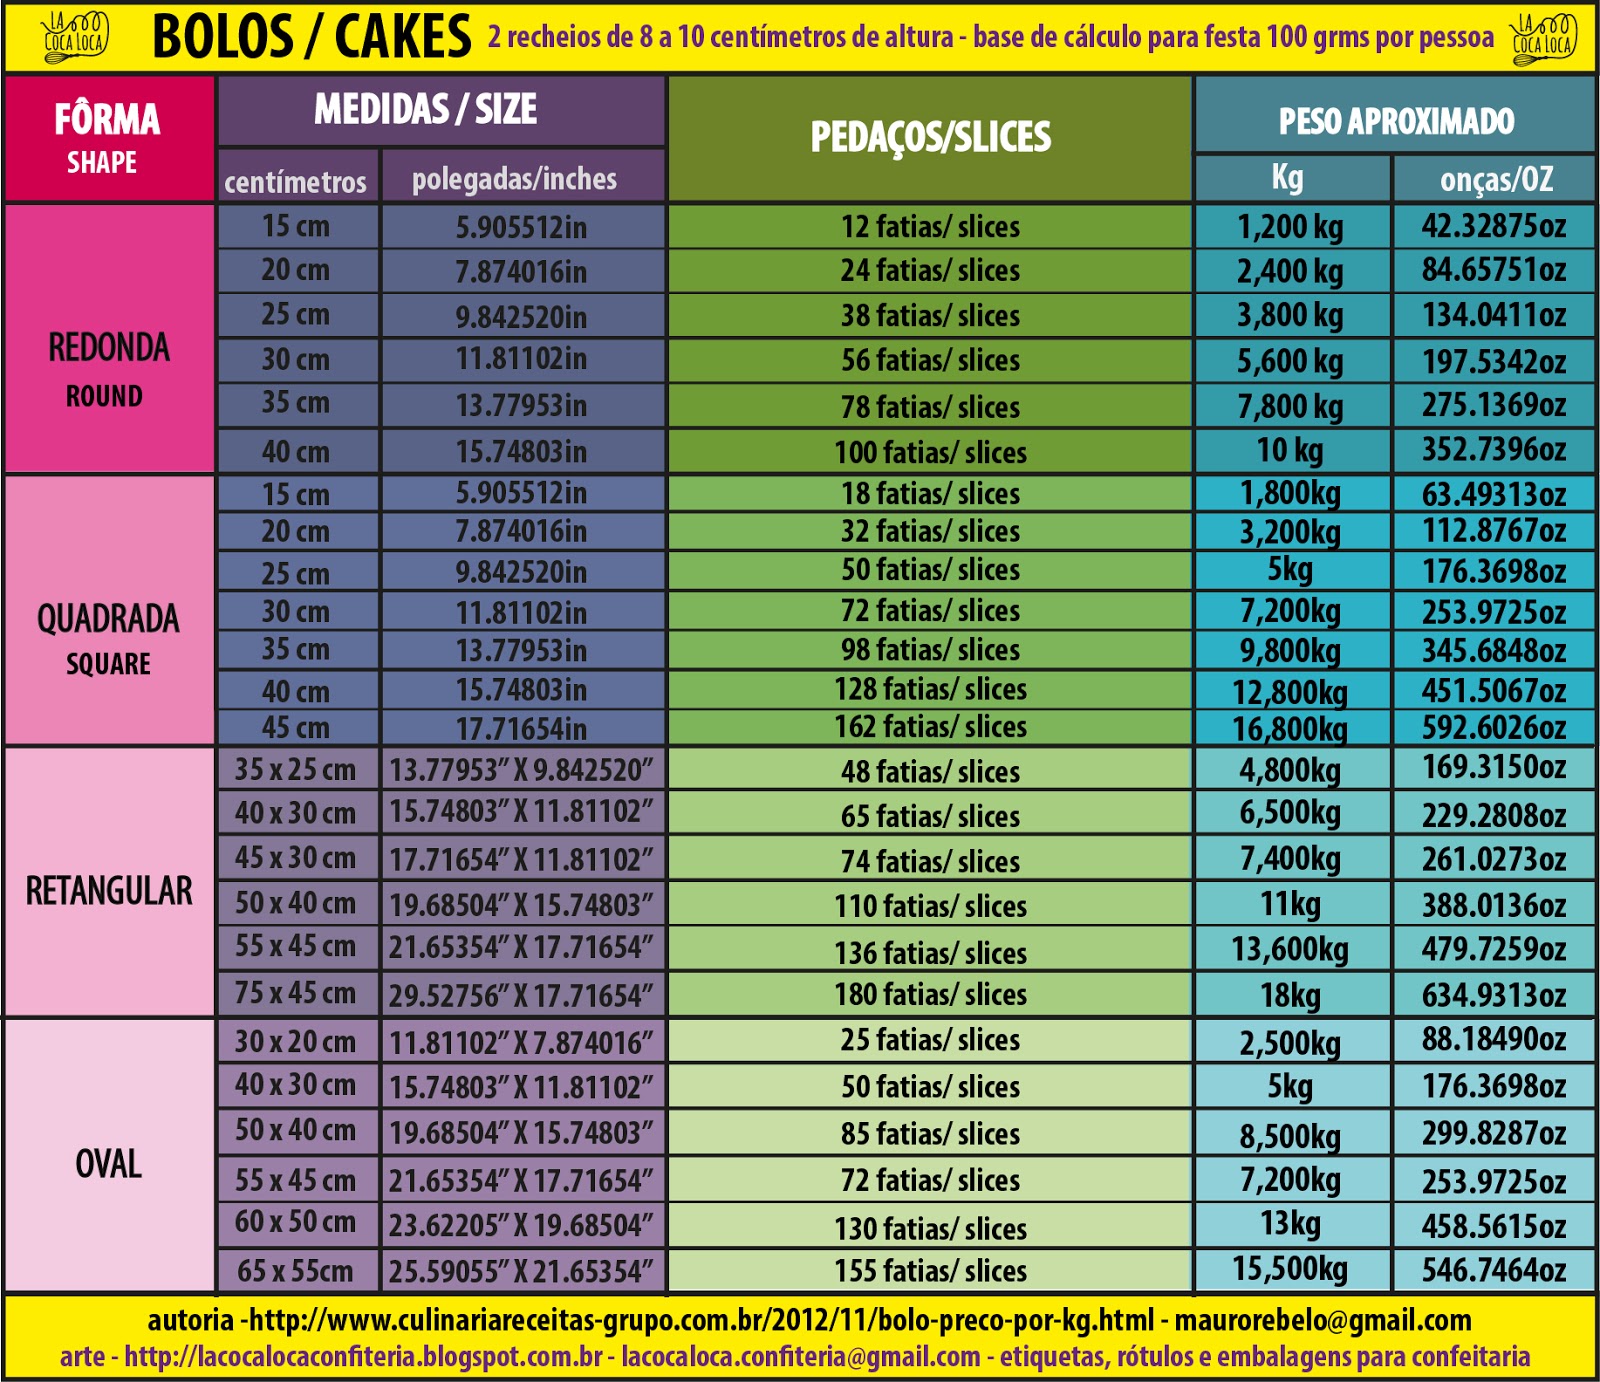 LA COCA LOCA
BOLOS / CAKES 2 recheios de 8 a 10 centímetros de altura - base de cálculo para festa 100 grms por pessoa
LA COCA LOCA
FÔRMA
SHAPE
MEDIDAS / SIZE
centímetros polegadas/inches
PEDAÇOS/SLICES
PESO APROXIMADO
Kg onças/OZ
REDONDA
ROUND
15 cm 5.905512in 12 fatias/ slices 1,200 kg 42.32875oz
20 cm 7.874016in 24 fatias/ slices 2,400 kg 84.65751oz
25 cm 9.842520in 38 fatias/ slices 3,800 kg 134.0411oz
30 cm 11.81102in 56 fatias/ slices 5,600 kg 197.5342oz
35 cm 13.77953in 78 fatias/ slices 7,800 kg 275.1369oz
40 cm 15.74803in 100 fatias/ slices 10 kg 352.7396oz
QUADRADA
SQUARE
15 cm 5.905512in 18 fatias/ slices 1,800kg 63.49313oz
20 cm 7.874016in 32 fatias/ slices 3,200kg 112.8767oz
25 cm 9.842520in 50 fatias/ slices 5kg 176.3698oz
30 cm 11.81102in 72 fatias/ slices 7,200kg 253.9725oz
35 cm 13.77953in 98 fatias/ slices 9,800kg 345.6848oz
40 cm 15.74803in 128 fatias/ slices 12,800kg 451.5067oz
45 cm 17.71654in 162 fatias/ slices 16,800kg 592.6026oz
RETANGULAR
35 x 25 cm 13.77953” X 9.842520” 48 fatias/ slices 4,800kg 169.3150oz
40 x 30 cm 15.74803” X 11.81102” 65 fatias/ slices 6,500kg 229.2808oz
45 x 30 cm 17.71654” X 11.81102” 74 fatias/ slices 7,400kg 261.0273oz
50 x 40 cm 19.68504” X 15.74803” 110 fatias/ slices 11kg 388.0136oz
55 x 45 cm 21.65354” X 17.71654” 136 fatias/ slices 13,600kg 479.7259oz
75 x 45 cm 29.52756” X 17.71654” 180 fatias/ slices 18kg 634.9313oz
OVAL
30 x 20 cm 11.81102” X 7.874016” 25 fatias/ slices 2,500kg 88.18490oz
40 x 30 cm 15.74803” X 11.81102” 50 fatias/ slices 5kg 176.3698oz
50 x 40 cm 19.68504” X 15.74803” 85 fatias/ slices 8,500kg 299.8287oz
55 x 45 cm 21.65354” X 17.71654” 72 fatias/ slices 7,200kg 253.9725oz
60 x 50 cm 23.62205” X 19.68504” 130 fatias/ slices 13kg 458.5615oz
65 x 55cm 25.59055” X 21.65354” 155 fatias/ slices 15,500kg 546.7464oz
autoria -http://www.culinariareceitas-grupo.com.br/2012/11/bolo-preco-por-kg.html - maurorebelo@gmail.com
arte - http://lacocalocaconfiteria.blogspot.com.br - lacocaloca.confiteria@gmail.com - etiquetas, rótulos e embalagens para confeitaria